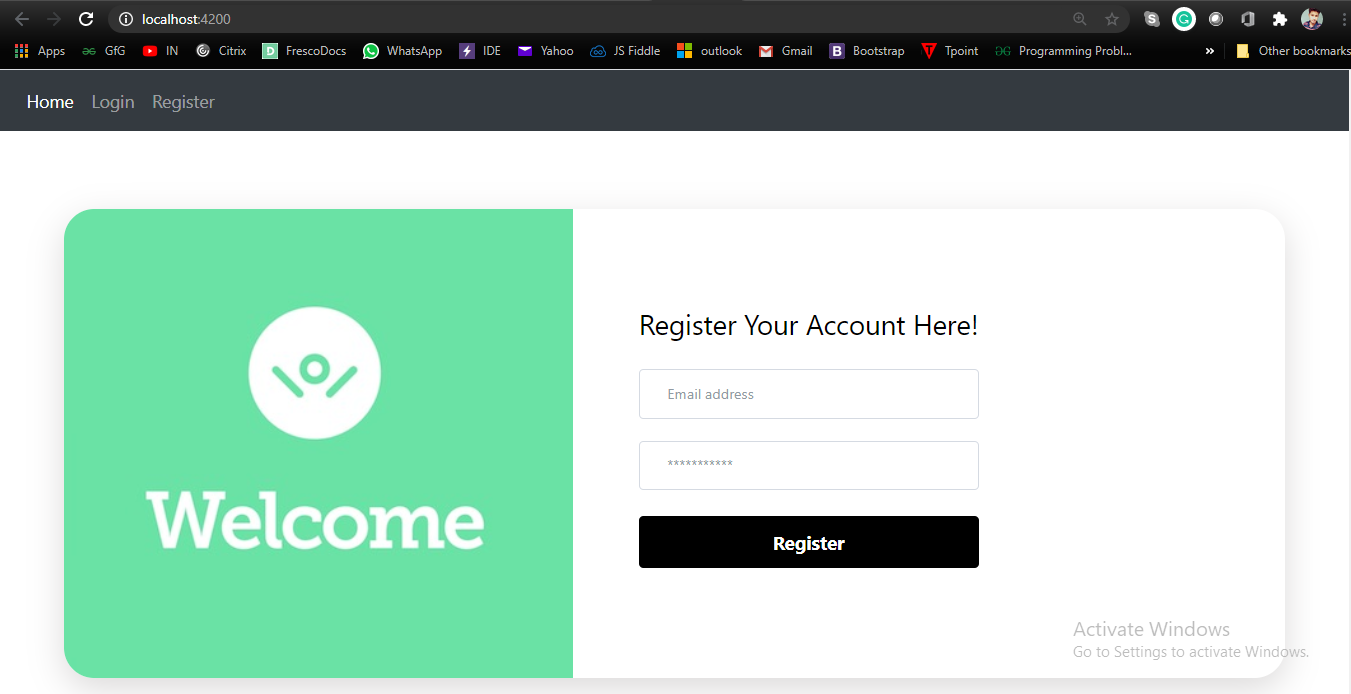 localhost:4200
Apps GfG IN Citrix FrescoDocs WhatsApp IDE Yahoo JS Fiddle outlook Gmail Bootstrap Tpoint Programming Probl... » Other bookmarks
Home Login Register
Register Your Account Here!
Email address
***********
Register
Welcome
Activate Windows
Go to Settings to activate Windows.